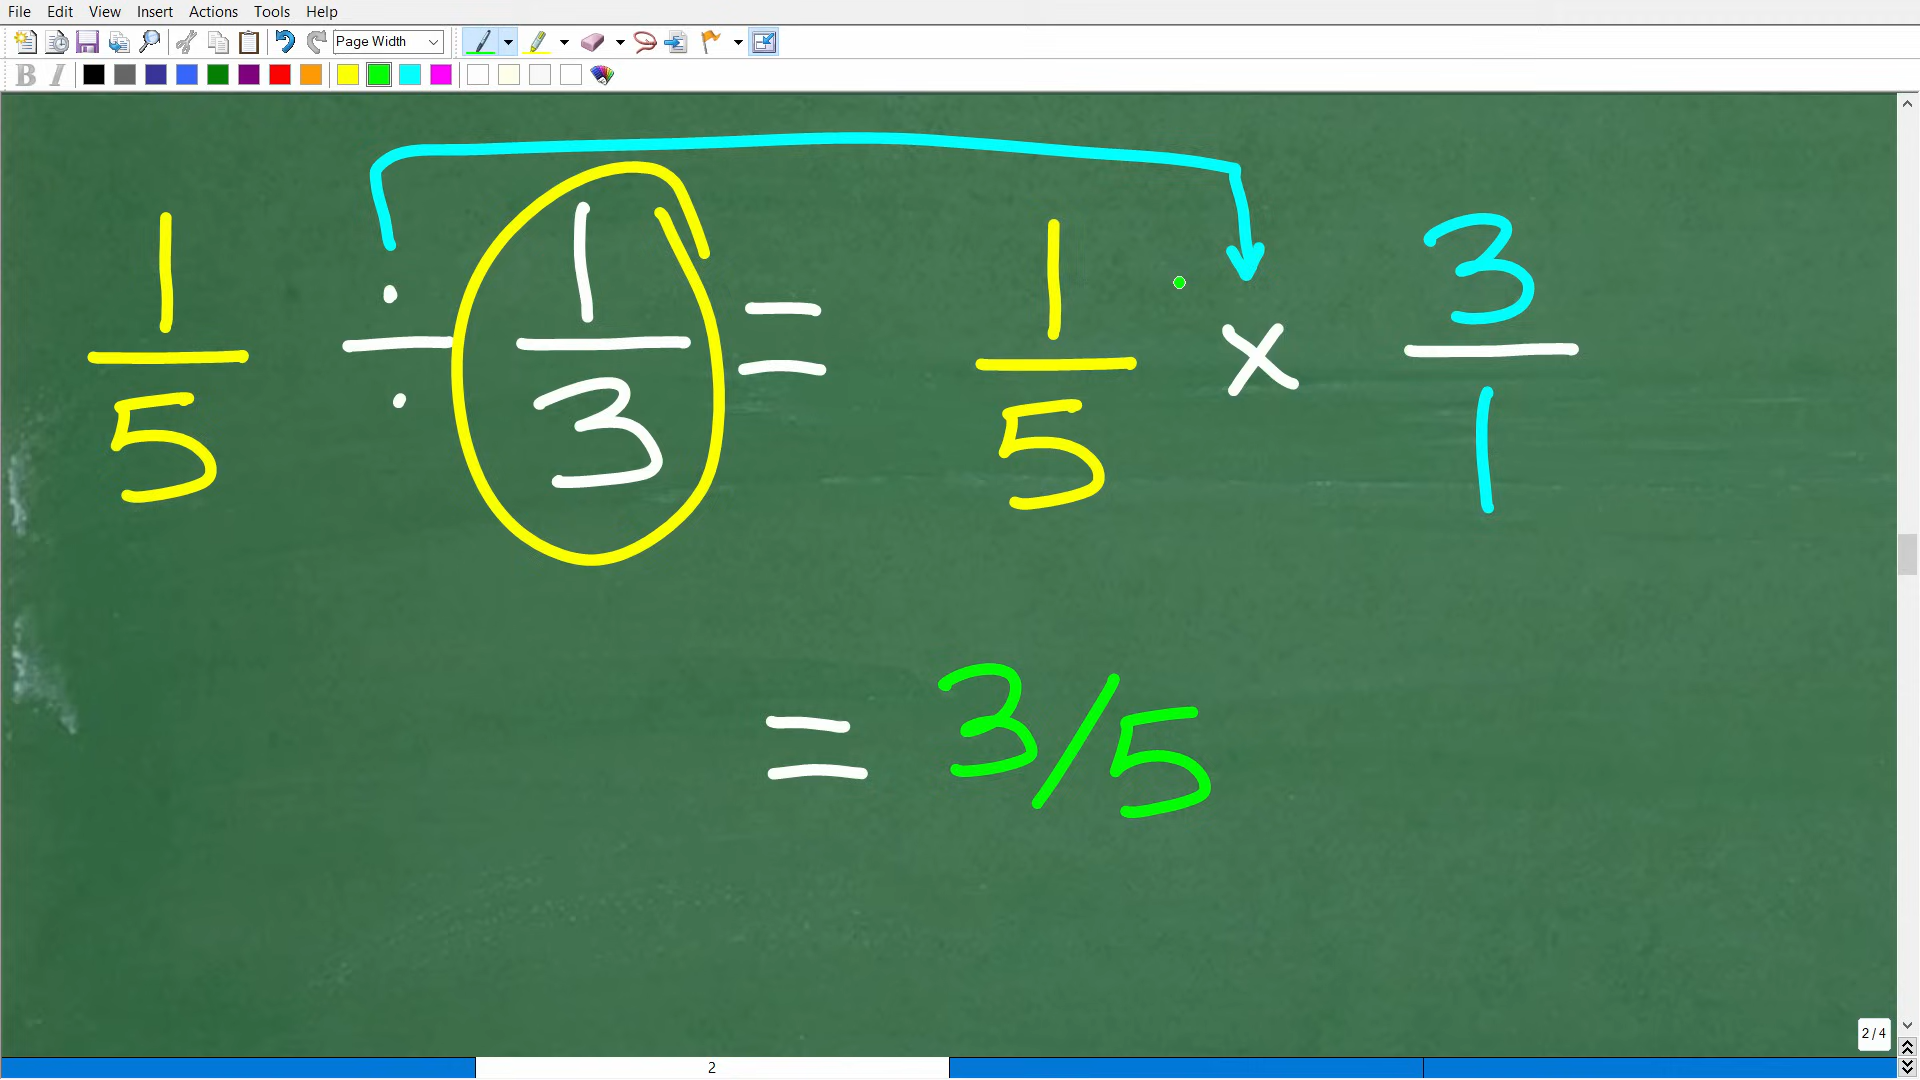 File Edit View Insert Actions Tools Help
Page Width
B I
1/5 ÷ 1/3 = 1/5 x 3/1
= 3/5
2 / 4
2